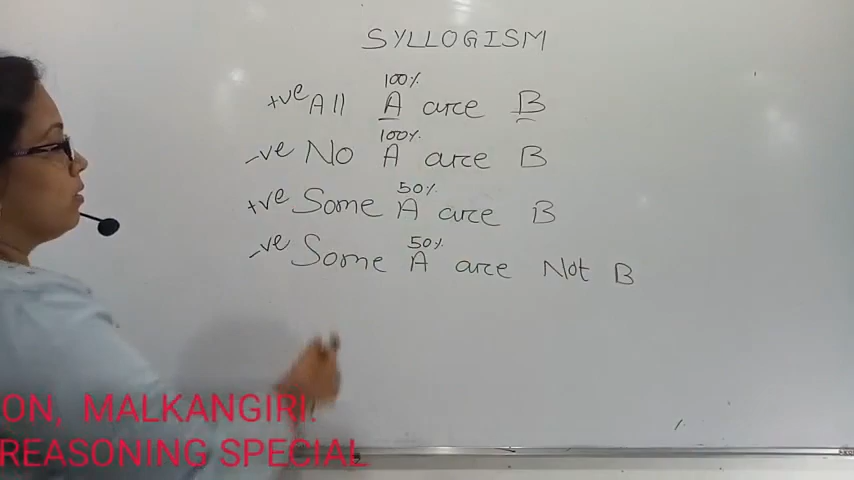 SYLLOGISM
100%
+ve All A are B
100%
-ve No A are B
50%
+ve Some A are B
50%
-ve Some A are Not B
ON, MALKANGIRI.
REASONING SPECIAL